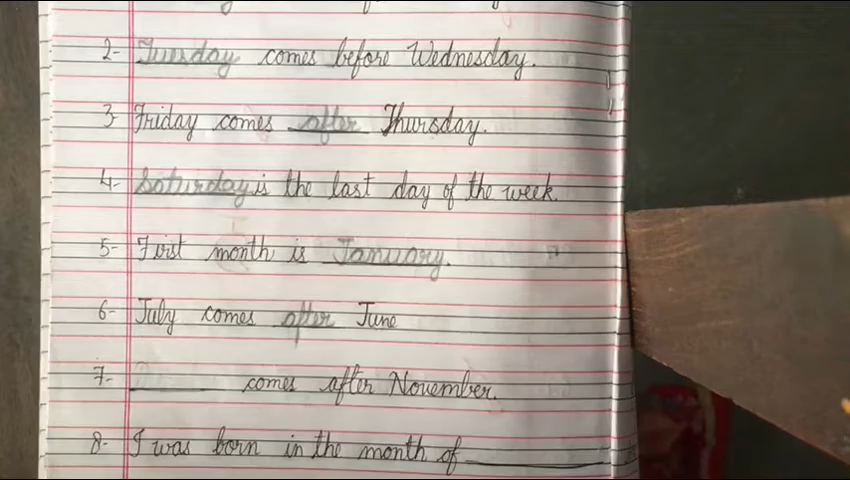 2- Tuesday comes before Wednesday.
3- Friday comes after Thursday.
4- Saturday is the last day of the week.
5- First month is January.
6- July comes after June
7- ________ comes after November.
8- I was born in the month of ________